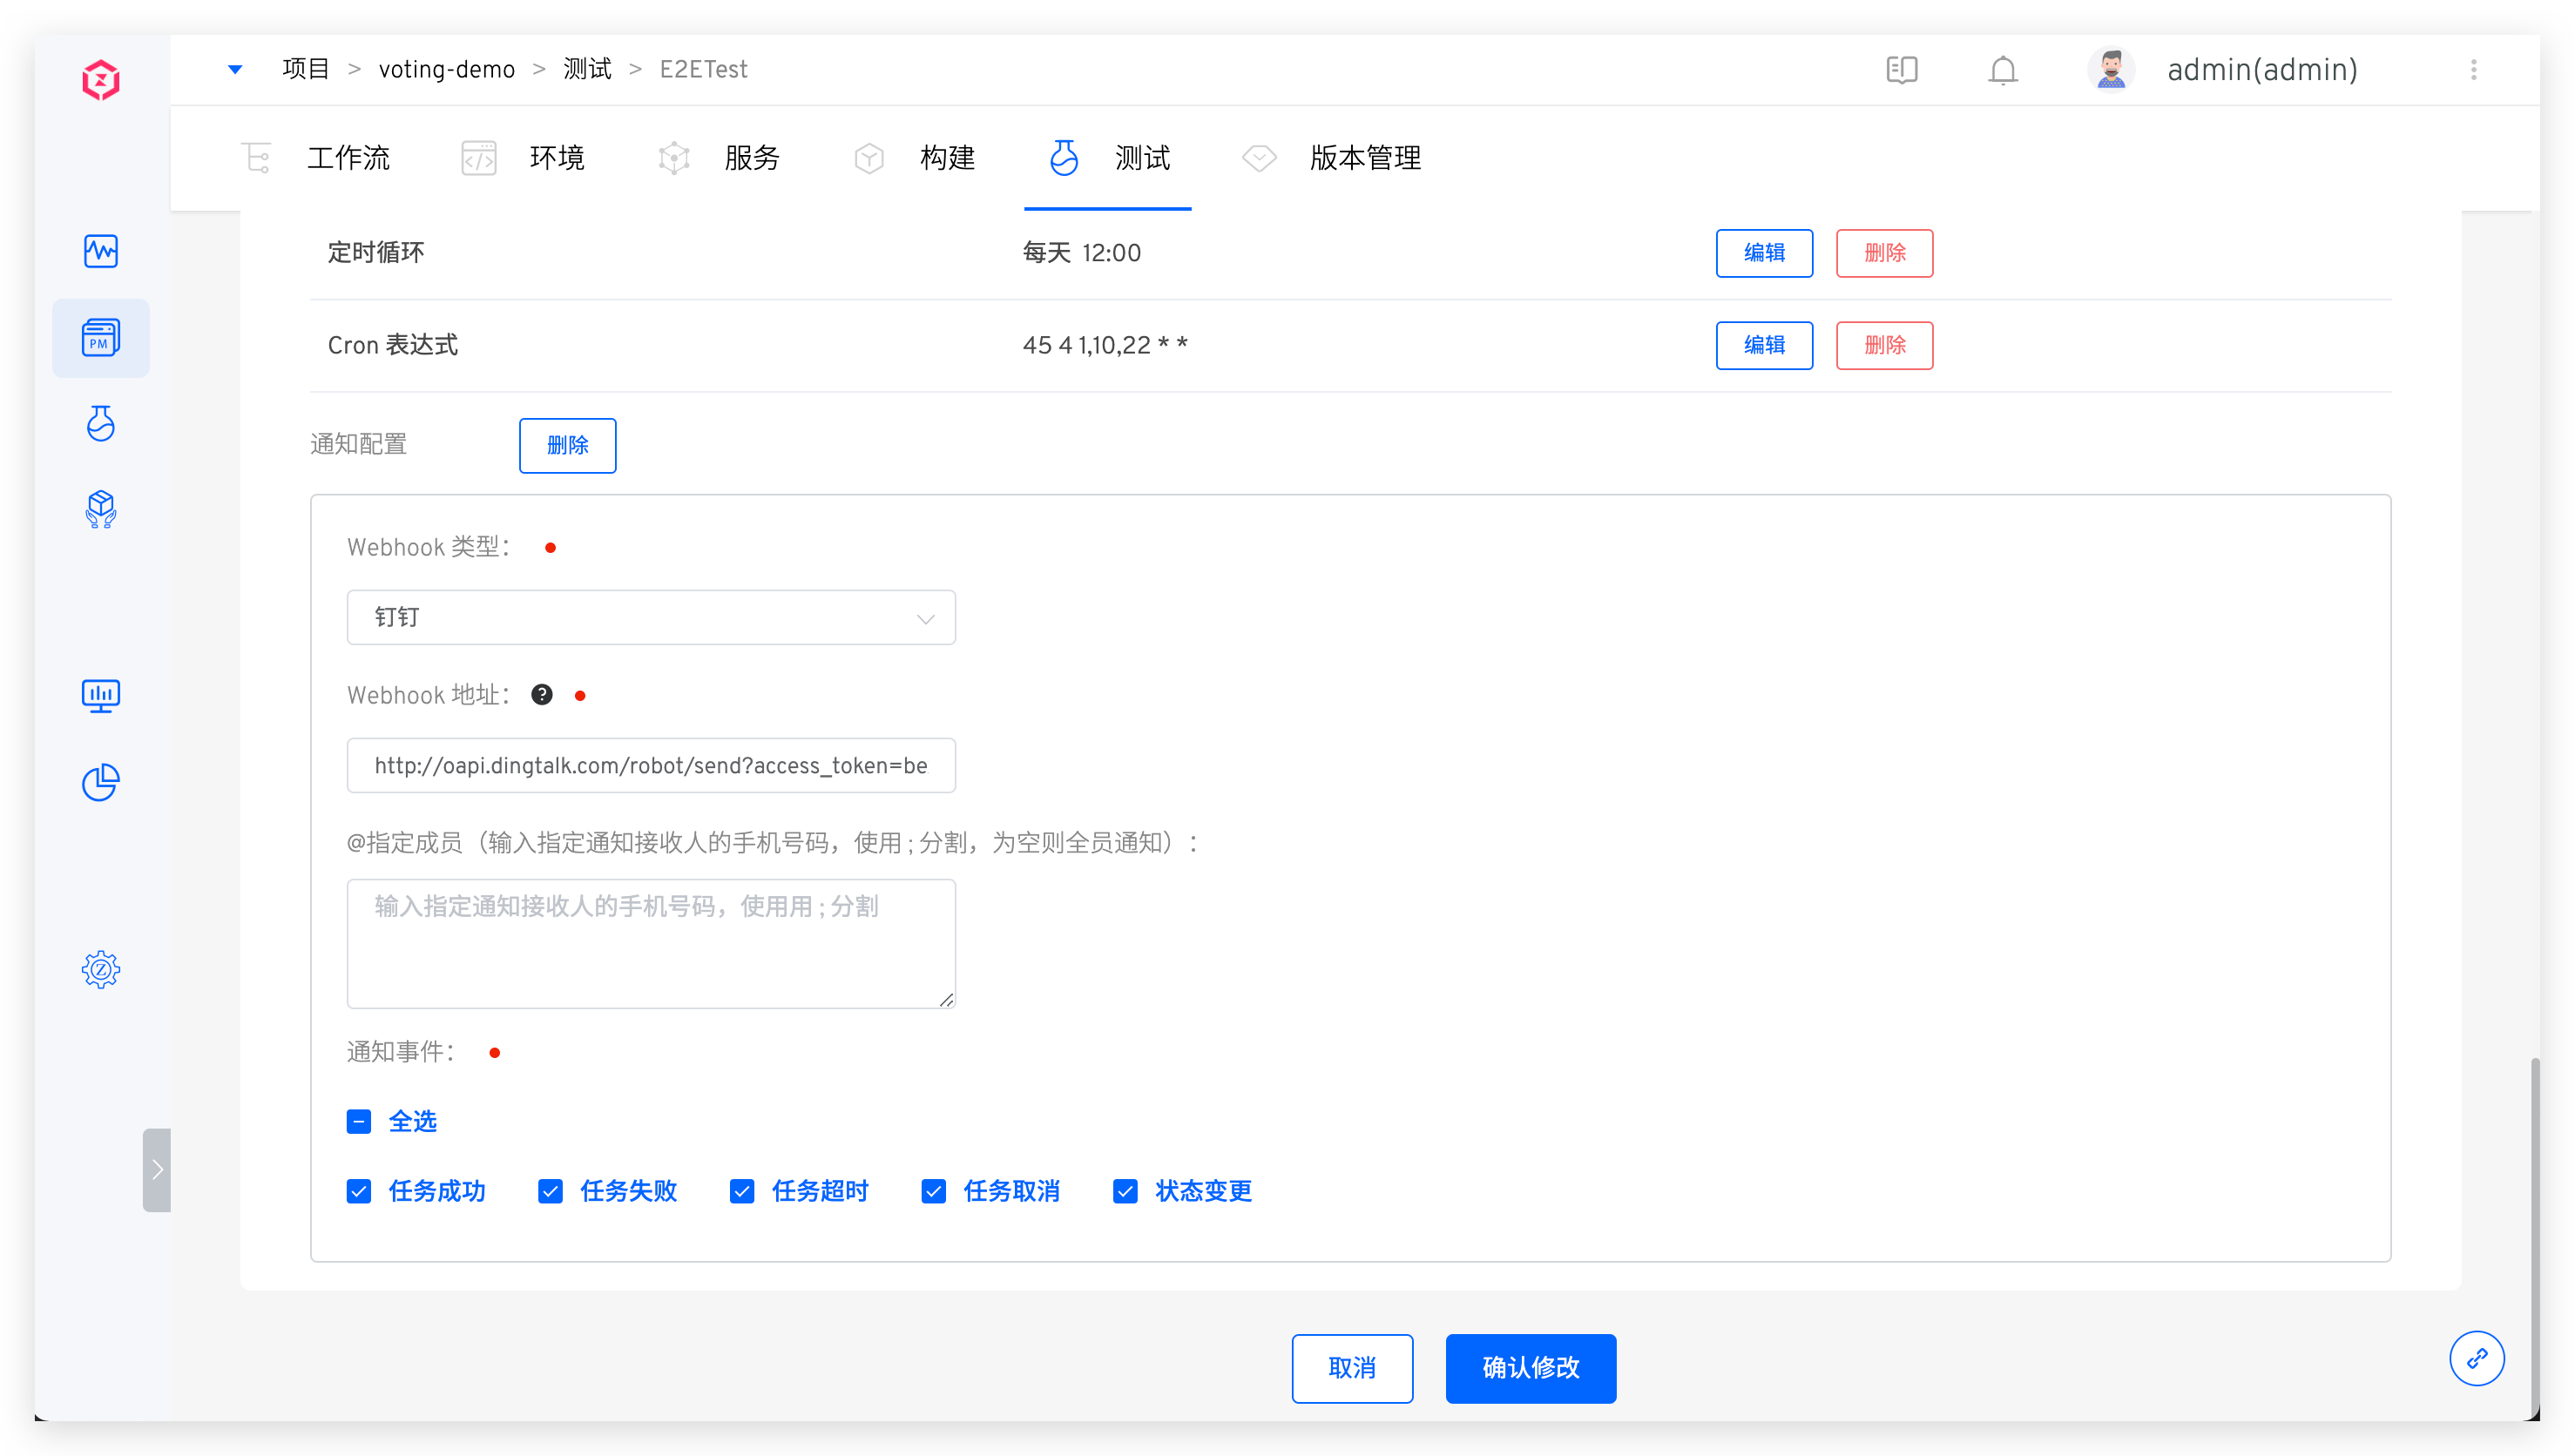 项目 > voting-demo > 测试 > E2ETest
admin(admin)
工作流 环境 服务 构建 测试 版本管理
定时循环 每天 12:00 编辑 删除
PM
Cron 表达式 45 4 1,10,22 * * 编辑 删除
通知配置 删除
Webhook 类型：
钉钉
Webhook 地址：
http://oapi.dingtalk.com/robot/send?access_token=be
@指定成员（输入指定通知接收人的手机号码，使用 ; 分割，为空则全员通知）：
输入指定通知接收人的手机号码，使用用 ; 分割
通知事件：
全选
任务成功 任务失败 任务超时 任务取消 状态变更
取消 确认修改